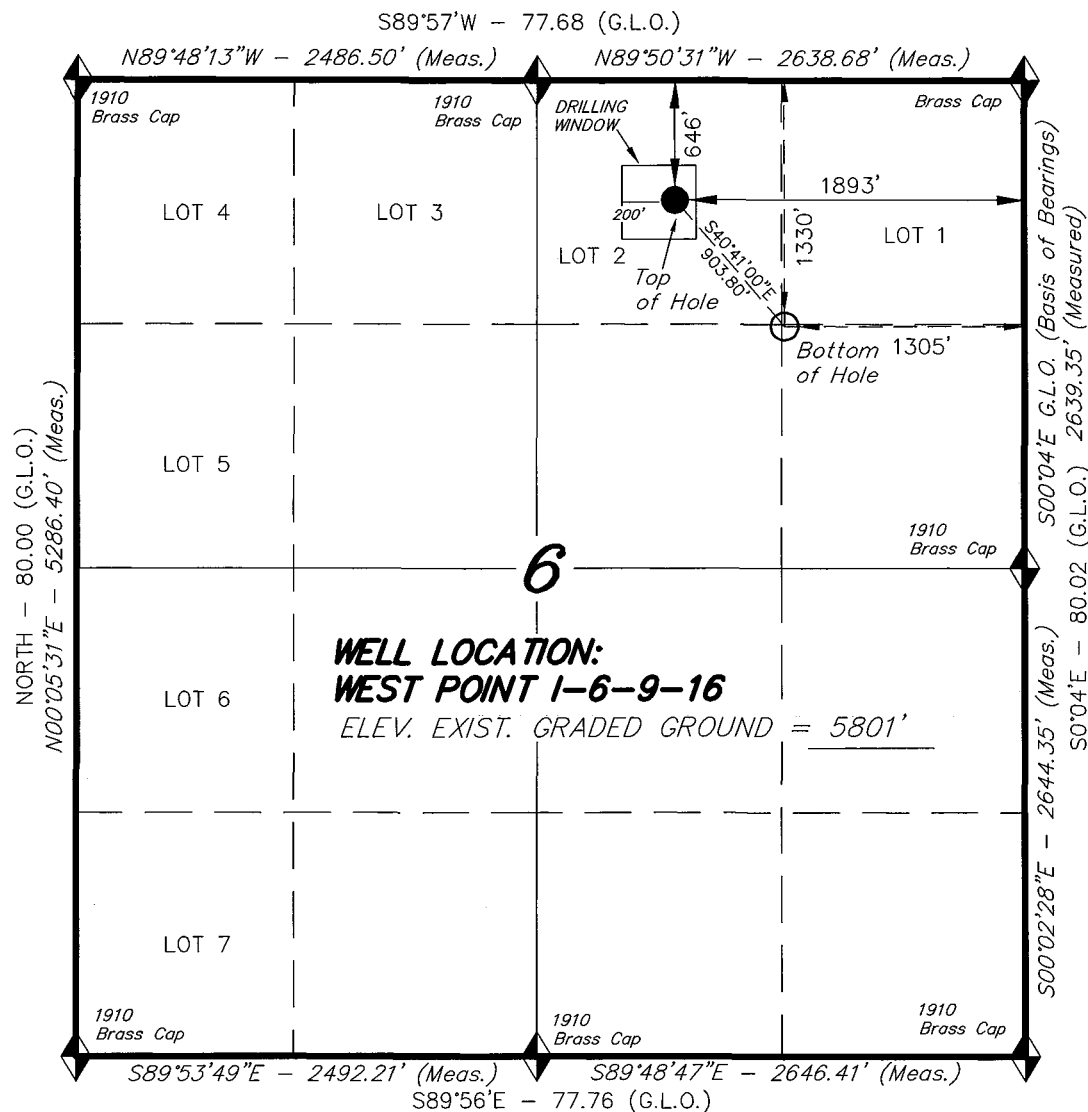 S89°57'W – 77.68 (G.L.O.)
N89°48'13"W – 2486.50' (Meas.)
N89°50'31"W – 2638.68' (Meas.)
1910
Brass Cap
1910
Brass Cap
Brass Cap
DRILLING
WINDOW
646'
1893'
1330'
200'
LOT 4
LOT 3
LOT 2
LOT 1
S40°41'00"E
903.80'
Top
of Hole
Bottom
of Hole
1305'
S00°04'E G.L.O. (Basis of Bearings)
2639.35' (Measured)
NORTH – 80.00 (G.L.O.)
N00°05'31"E – 5286.40' (Meas.)
LOT 5
1910
Brass Cap
6
WELL LOCATION:
WEST POINT I–6–9–16
ELEV. EXIST. GRADED GROUND = 5801'
LOT 6
S00°02'28"E – 2644.35' (Meas.)
S0°04'E – 80.02 (G.L.O.)
LOT 7
1910
Brass Cap
1910
Brass Cap
1910
Brass Cap
S89°53'49"E – 2492.21' (Meas.)
S89°48'47"E – 2646.41' (Meas.)
S89°56'E – 77.76 (G.L.O.)